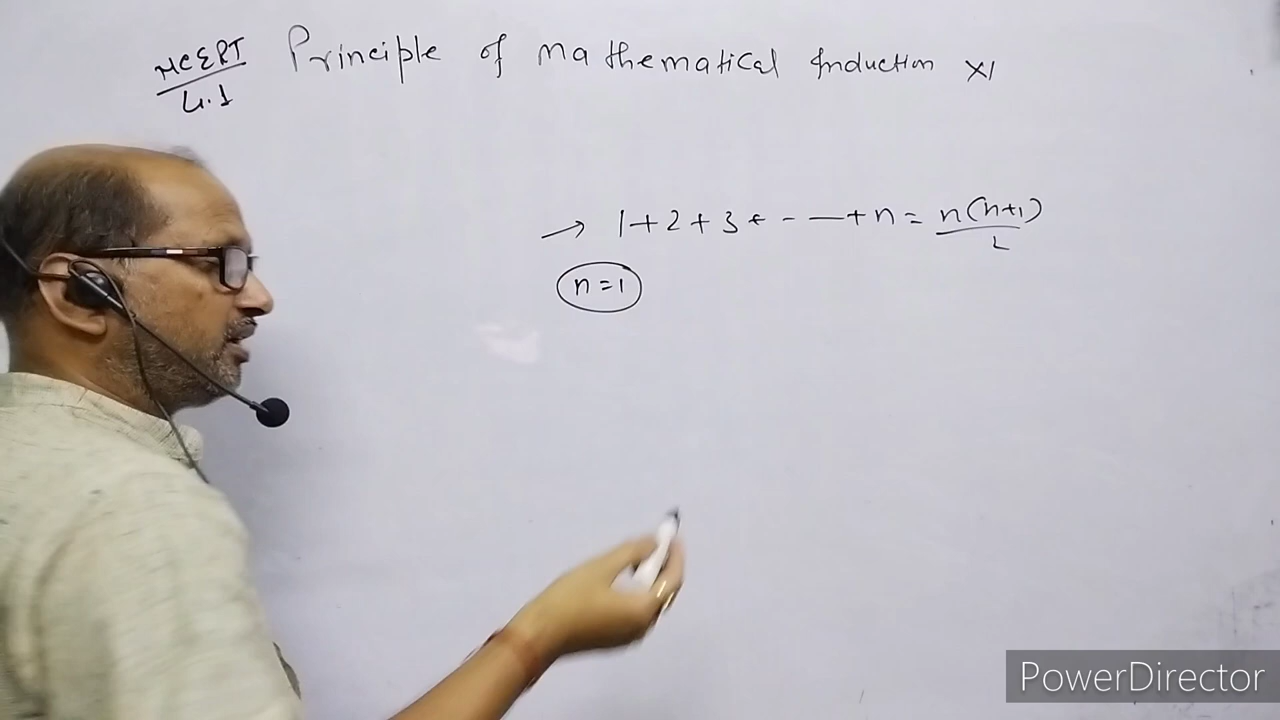 NCERT Principle of Mathematical Induction XI
4.1
→ 1+2+3+ - - — + n = n(n+1)/2
n=1
PowerDirector